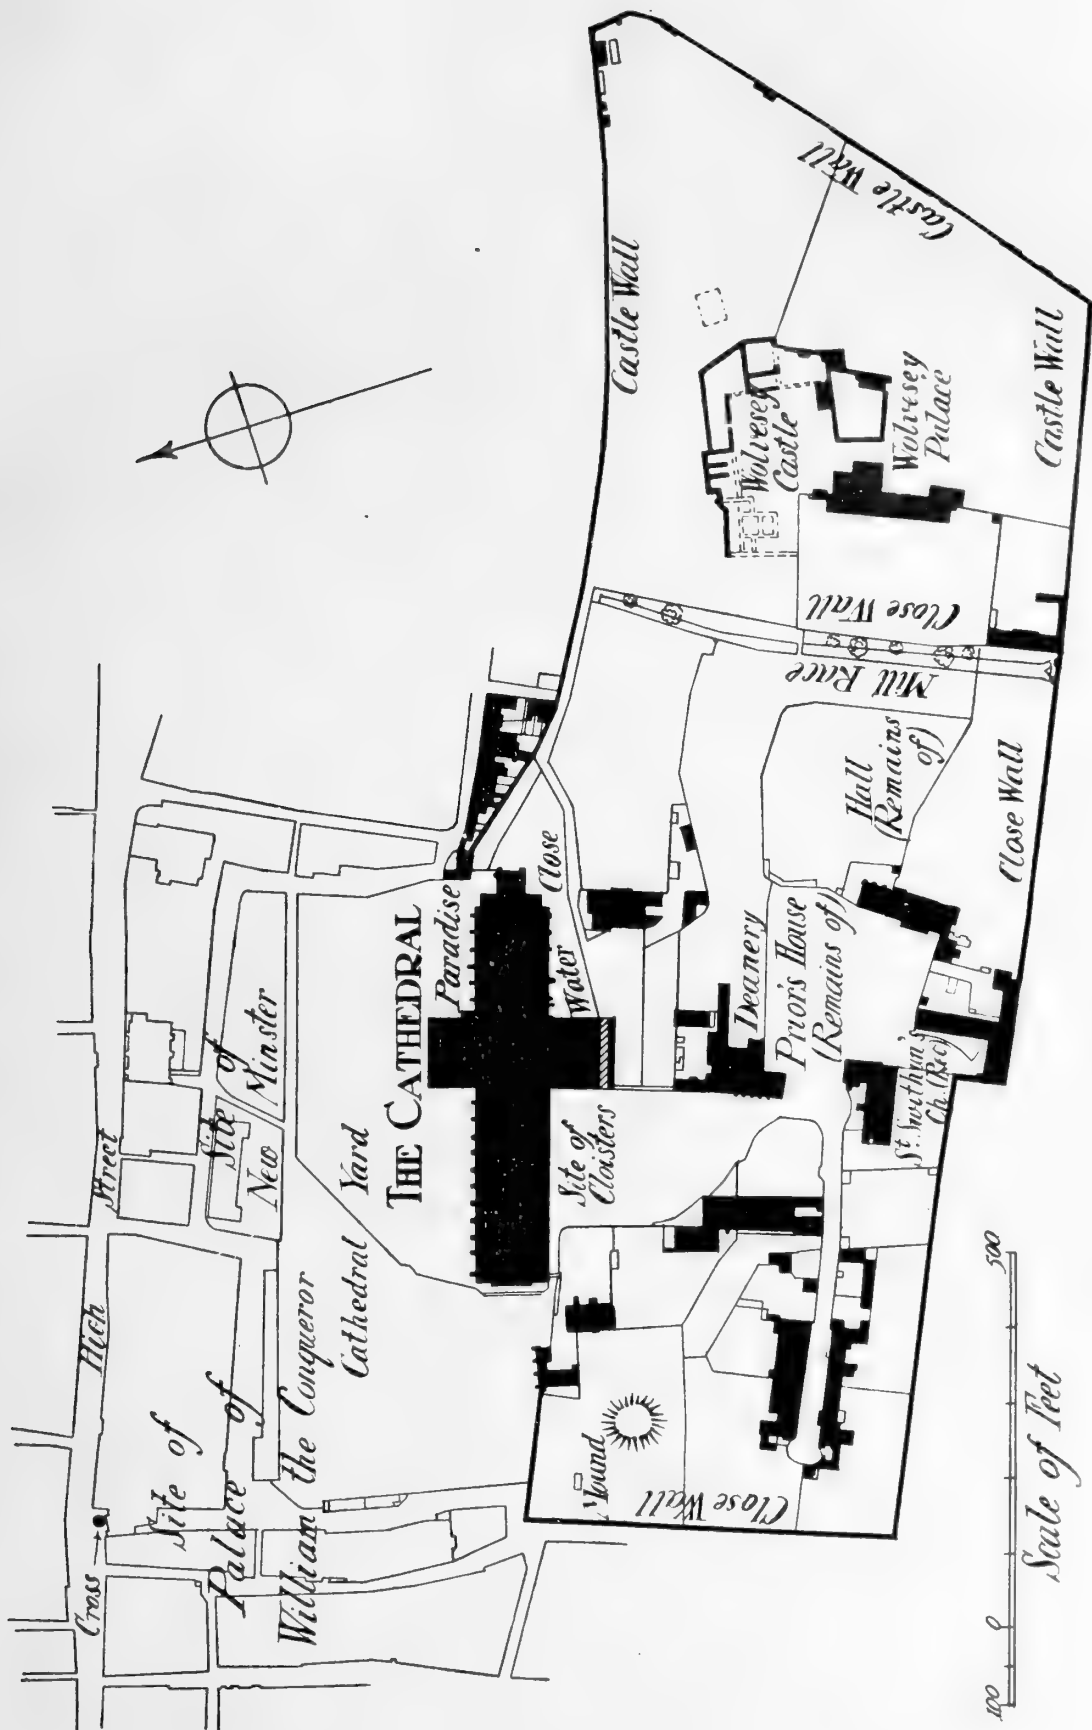 Cross
High
Street
Site of
Palace of
William the Conqueror
Site of
New Minster
Cathedral Yard
THE CATHEDRAL
Paradise
Water
Close
Site of
Cloisters
Mound
Close Wall
Deanery
Prior's House
(Remains of)
St. Swithun's
Ch. (Rec)
Hall
(Remains
of)
Close Wall
Mill Race
Close Wall
Castle Wall
Wolvesey
Castle
Wolvesey
Palace
Castle Wall
Castle Wall
100
0
500
Scale of Feet